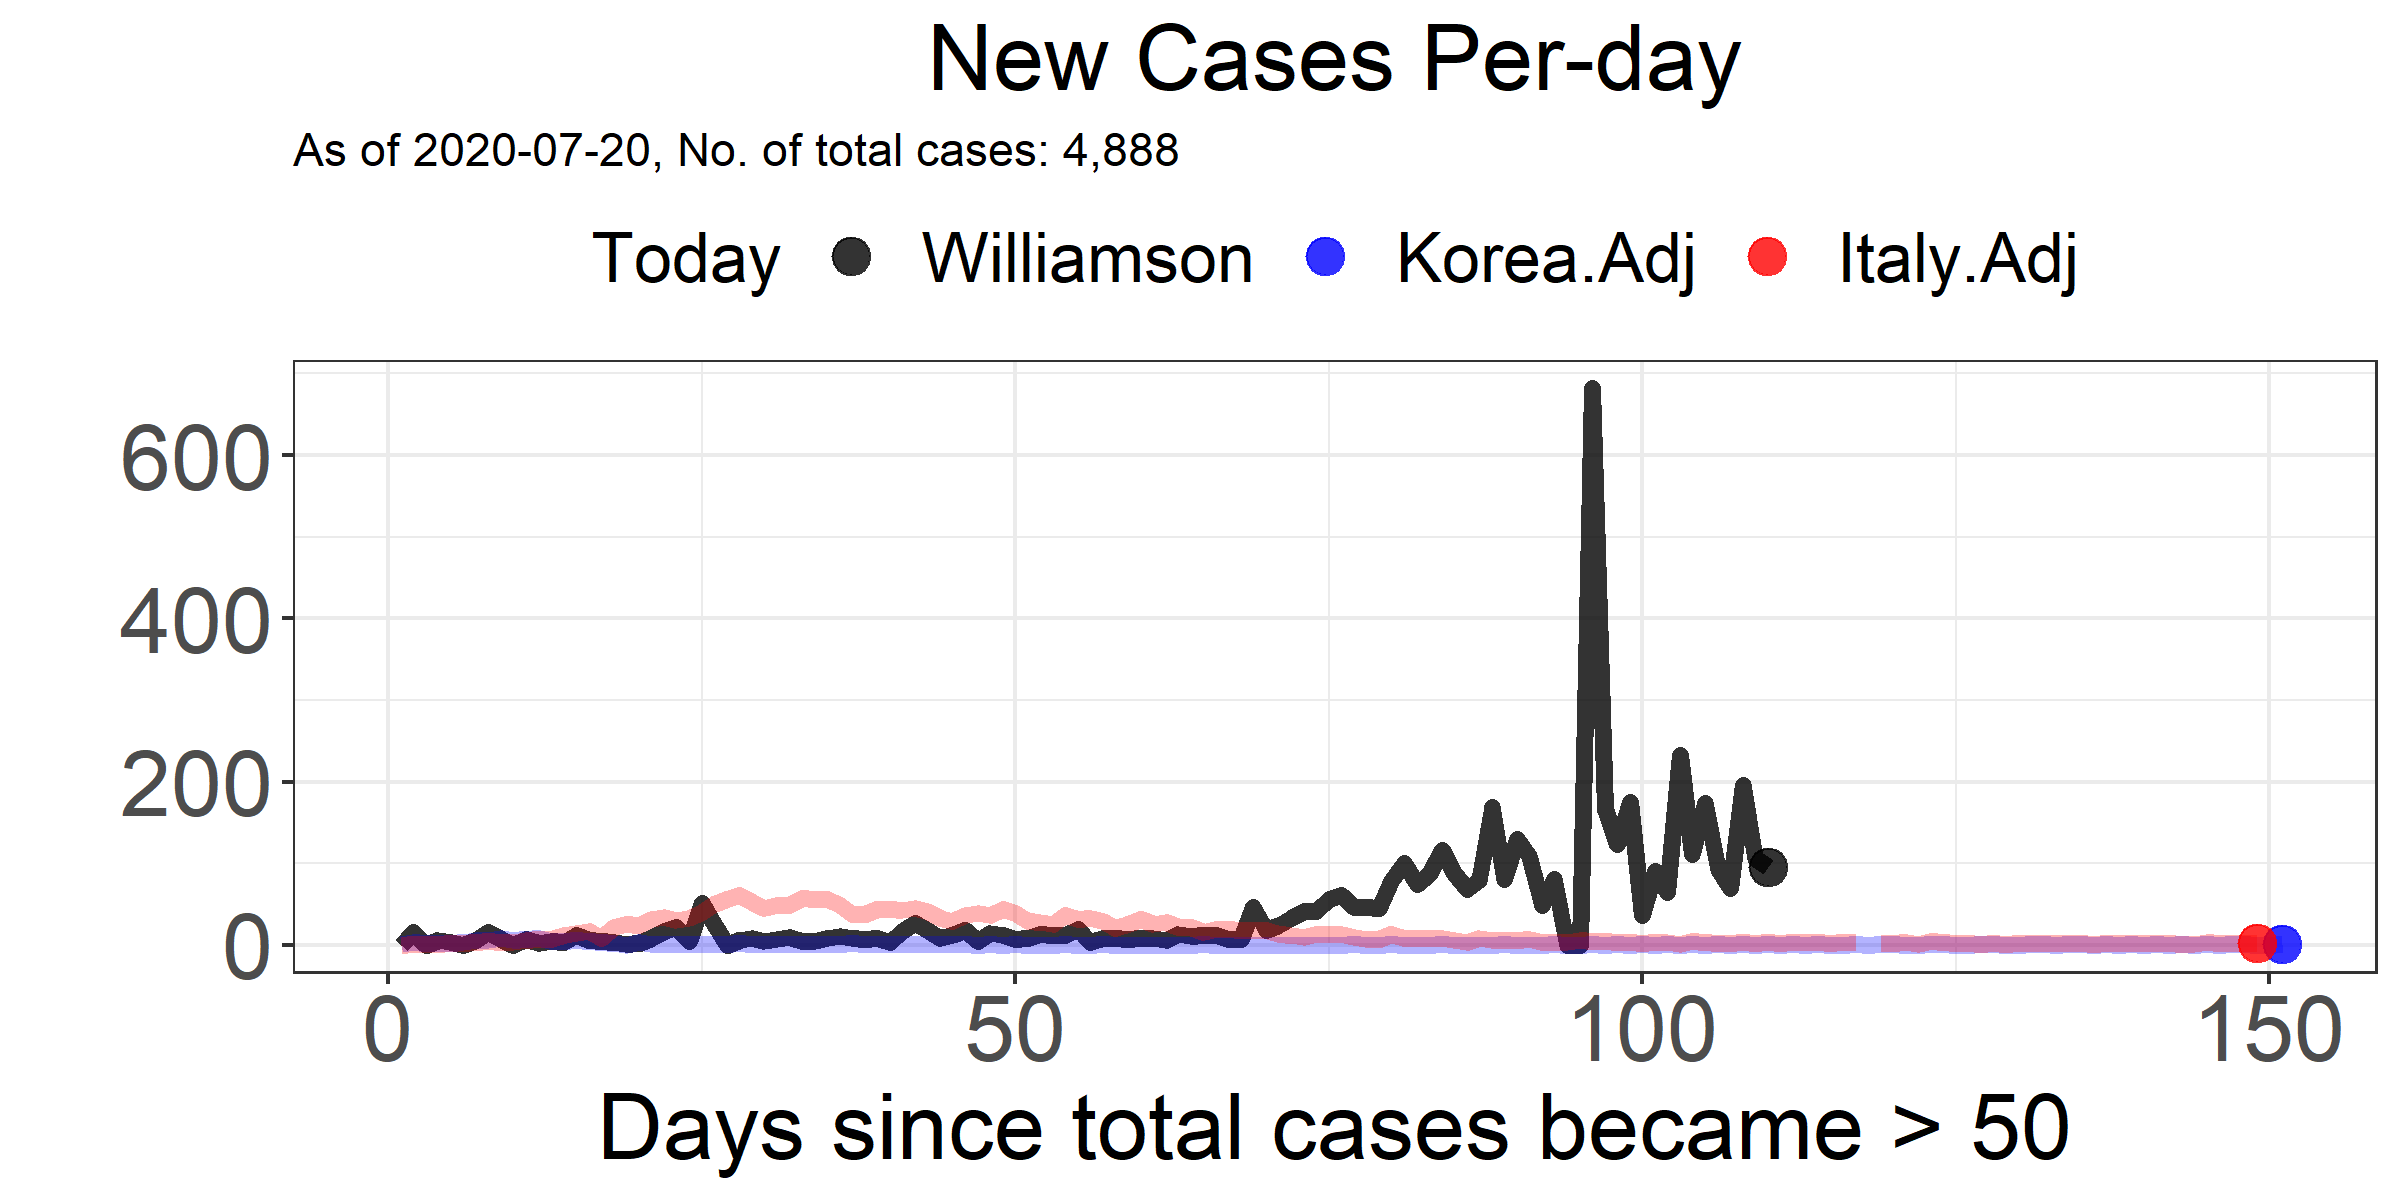 New Cases Per-day
As of 2020-07-20, No. of total cases: 4,888
Today Williamson Korea.Adj Italy.Adj
600
400
200
0
0 50 100 150
Days since total cases became > 50